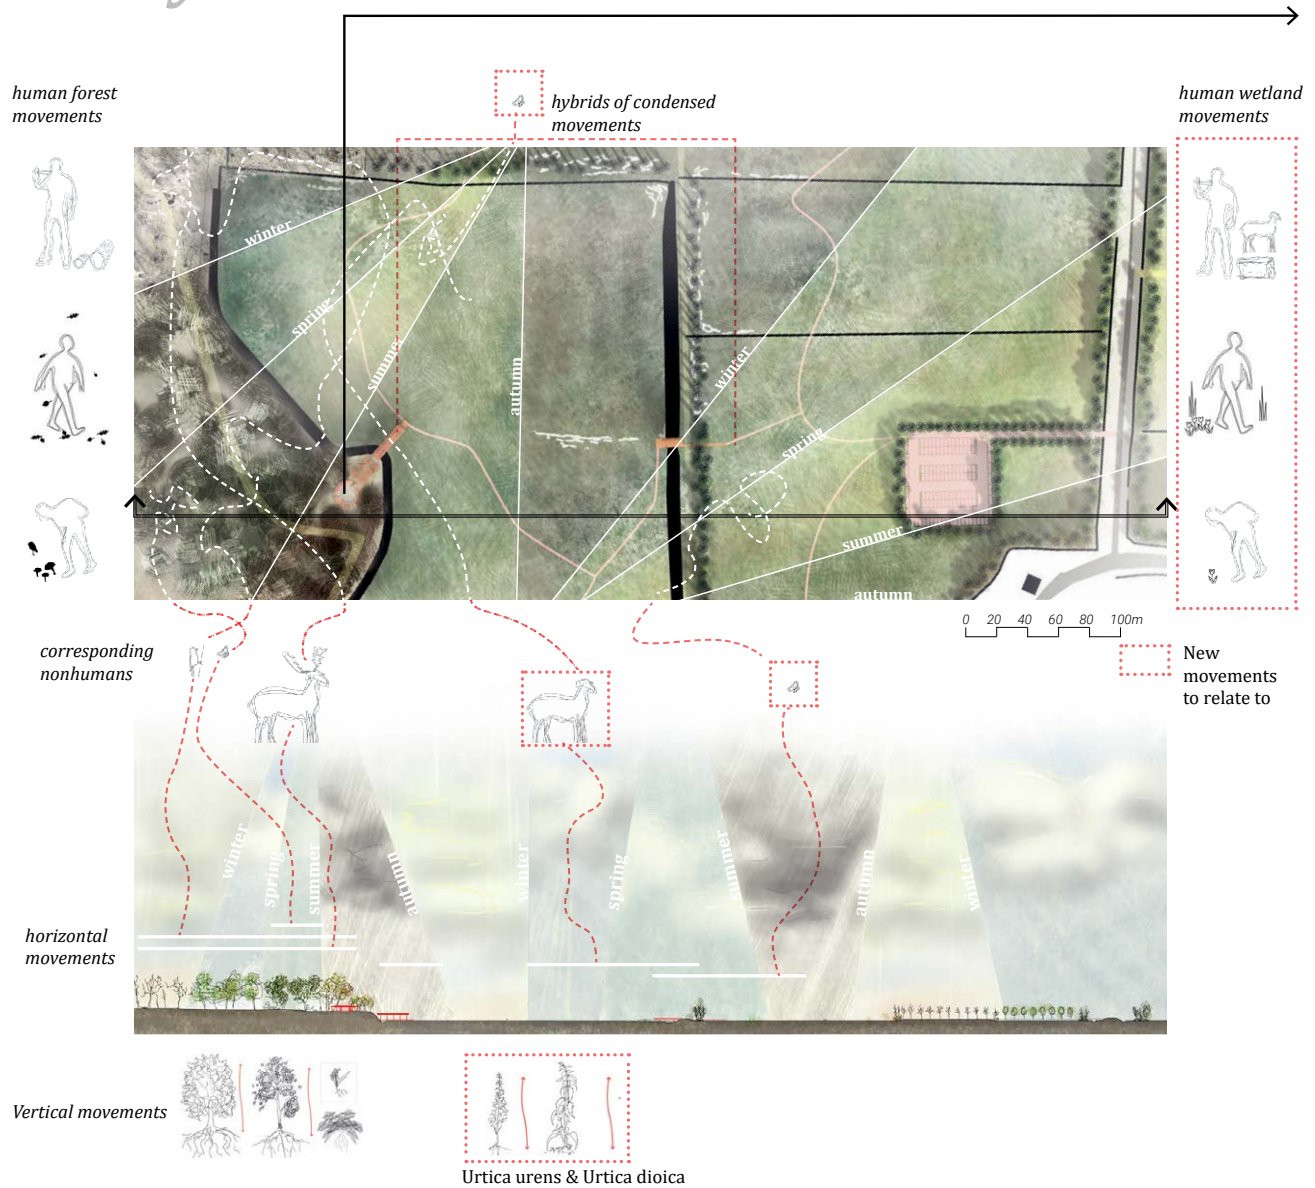 human forest
movements
hybrids of condensed
movements
human wetland
movements
winter
spring
summer
autumn
winter
spring
summer
autumn
0 20 40 60 80 100m
corresponding
nonhumans
New
movements
to relate to
winter
spring
summer
autumn
winter
spring
summer
autumn
winter
horizontal
movements
Vertical movements
Urtica urens & Urtica dioica